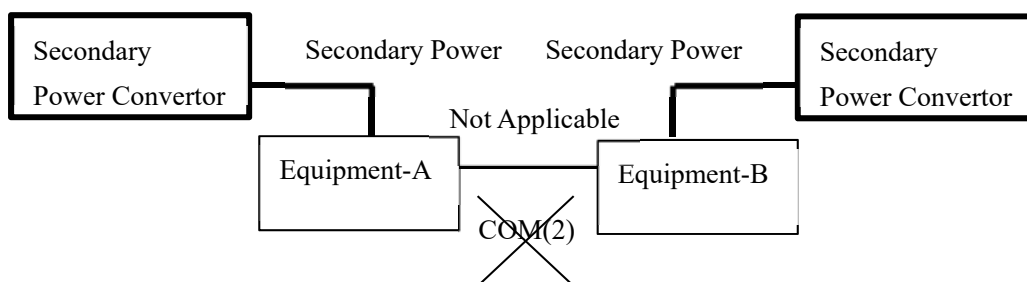 Secondary
Power Convertor
Secondary Power
Secondary Power
Secondary
Power Convertor
Not Applicable
Equipment-A
Equipment-B
COM(2)